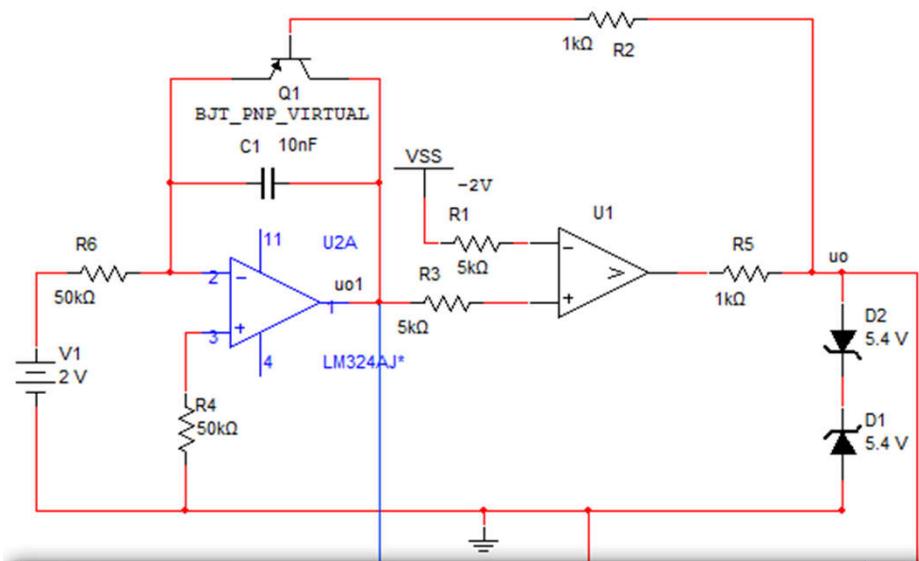 1kΩ
R2
Q1
BJT_PNP_VIRTUAL
C1 10nF
VSS
-2V
R1
5kΩ
U1
R6
50kΩ
11
U2A
2
3
1
4
uo1
LM324AJ*
R3
5kΩ
R5
1kΩ
uo
D2
5.4 V
D1
5.4 V
V1
2 V
R4
50kΩ